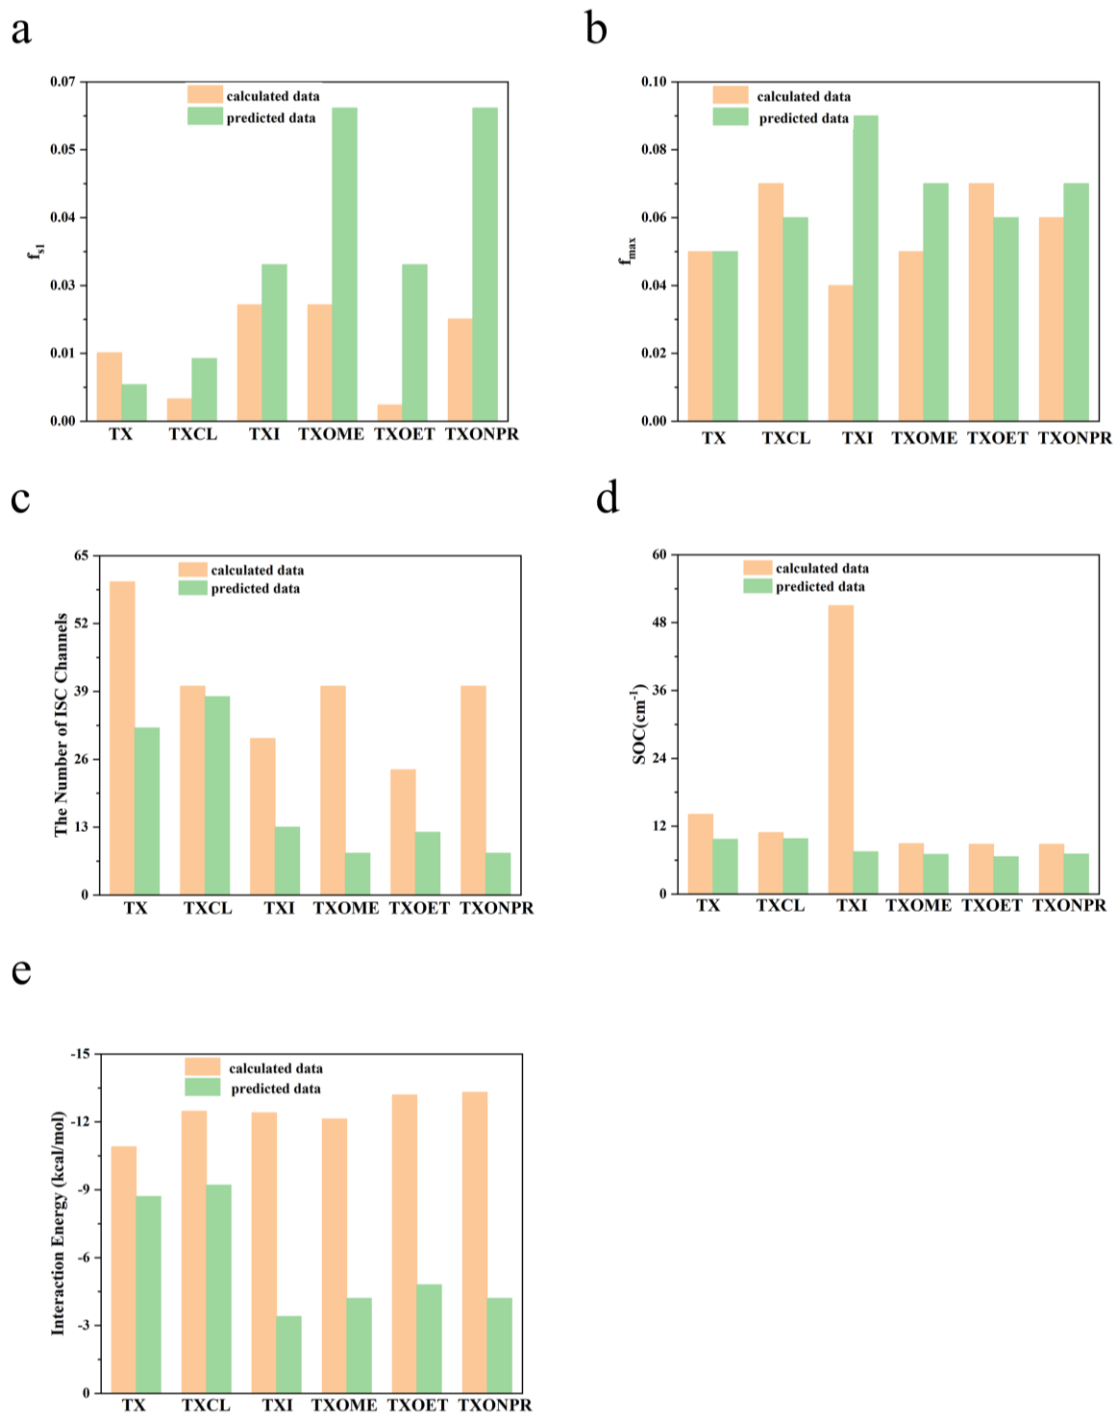 a
0.07
0.05
0.04
0.03
0.01
0.00
f_s1
calculated data
predicted data
TX TXCL TXI TXOME TXOET TXONPR
b
0.10
0.08
0.06
0.04
0.02
0.00
f_max
calculated data
predicted data
TX TXCL TXI TXOME TXOET TXONPR
c
65
52
39
26
13
0
The Number of ISC Channels
calculated data
predicted data
TX TXCL TXI TXOME TXOET TXONPR
d
60
48
36
24
12
0
SOC(cm⁻¹)
calculated data
predicted data
TX TXCL TXI TXOME TXOET TXONPR
e
-15
-12
-9
-6
-3
0
Interaction Energy (kcal/mol)
calculated data
predicted data
TX TXCL TXI TXOME TXOET TXONPR